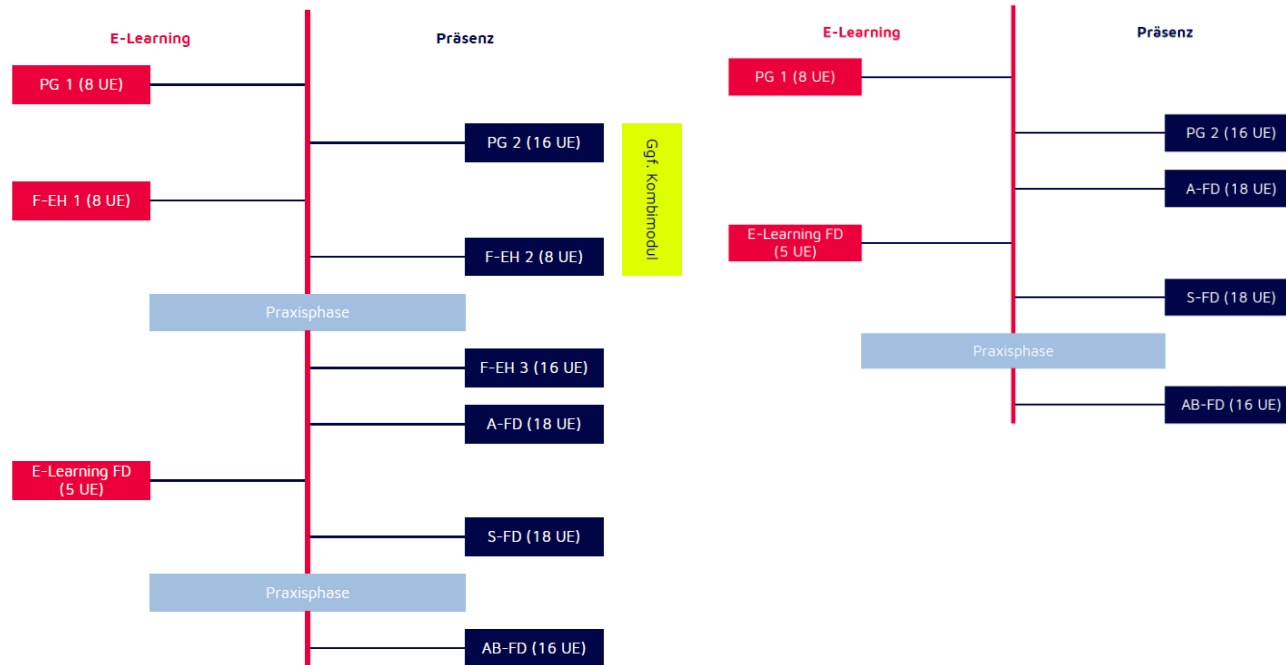 E-Learning
Präsenz
PG 1 (8 UE)
PG 2 (16 UE)
F-EH 1 (8 UE)
F-EH 2 (8 UE)
Ggf. Kombimodul
Praxisphase
F-EH 3 (16 UE)
A-FD (18 UE)
E-Learning FD
(5 UE)
S-FD (18 UE)
Praxisphase
AB-FD (16 UE)
E-Learning
Präsenz
PG 1 (8 UE)
PG 2 (16 UE)
A-FD (18 UE)
E-Learning FD
(5 UE)
S-FD (18 UE)
Praxisphase
AB-FD (16 UE)